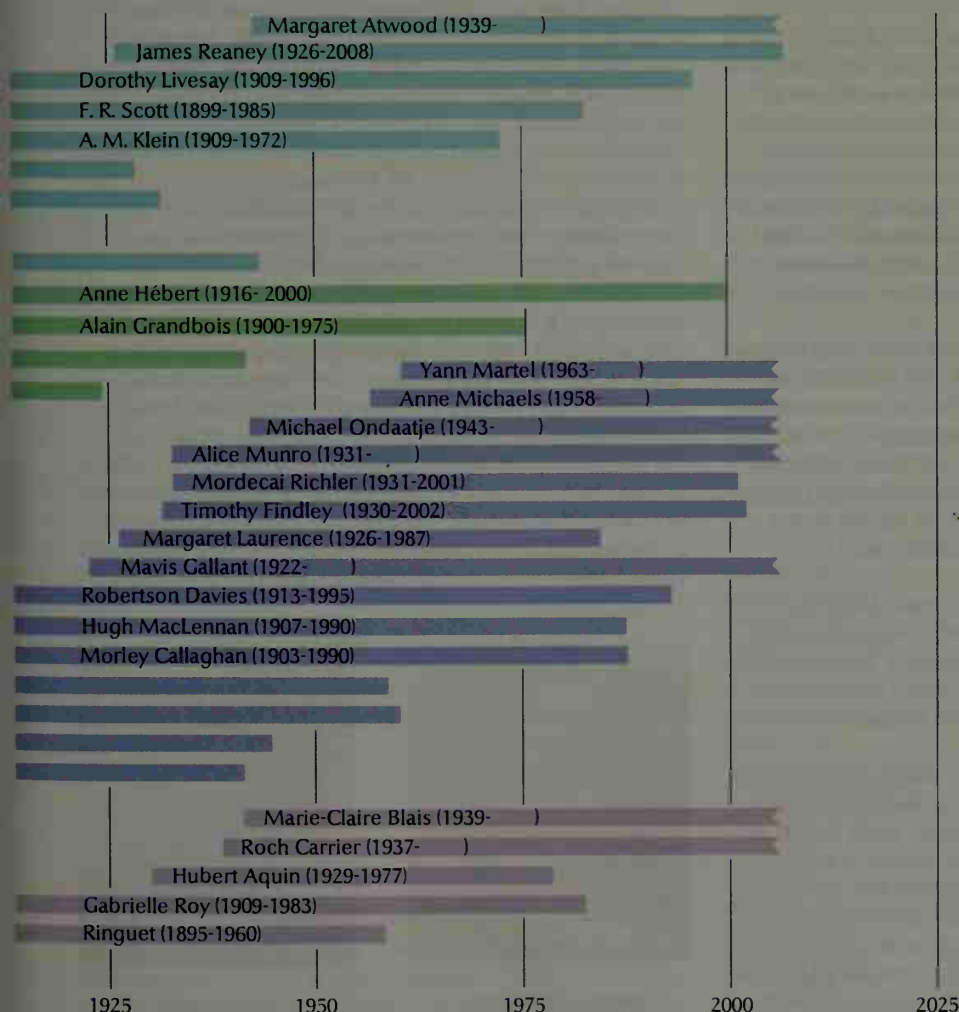 Margaret Atwood (1939- )
James Reaney (1926-2008)
Dorothy Livesay (1909-1996)
F. R. Scott (1899-1985)
A. M. Klein (1909-1972)
Anne Hébert (1916- 2000)
Alain Grandbois (1900-1975)
Yann Martel (1963- )
Anne Michaels (1958- )
Michael Ondaatje (1943- )
Alice Munro (1931- )
Mordecai Richler (1931-2001)
Timothy Findley (1930-2002)
Margaret Laurence (1926-1987)
Mavis Gallant (1922- )
Robertson Davies (1913-1995)
Hugh MacLennan (1907-1990)
Morley Callaghan (1903-1990)
Marie-Claire Blais (1939- )
Roch Carrier (1937- )
Hubert Aquin (1929-1977)
Gabrielle Roy (1909-1983)
Ringuet (1895-1960)
1925 1950 1975 2000 2025